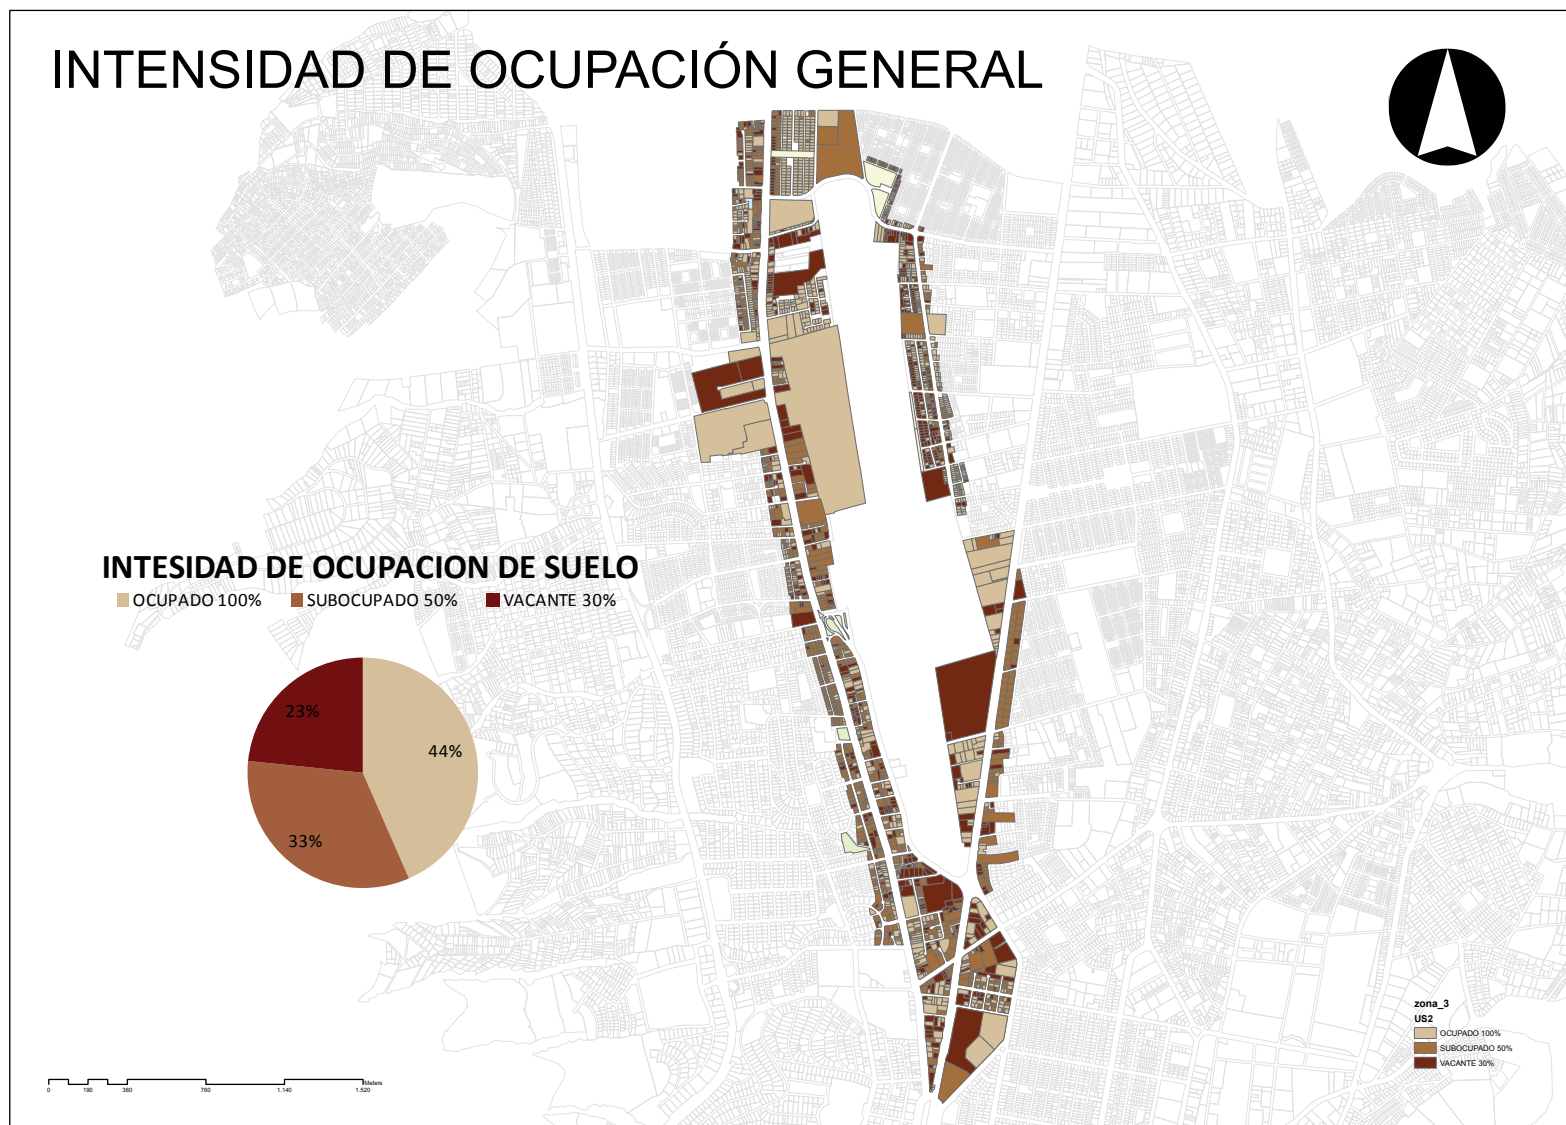 INTENSIDAD DE OCUPACIÓN GENERAL
INTESIDAD DE OCUPACION DE SUELO
OCUPADO 100% SUBOCUPADO 50% VACANTE 30%
23%
44%
33%
zona_3
US2
OCUPADO 100%
SUBOCUPADO 50%
VACANTE 30%
Meters
0 190 380 760 1.140 1.520